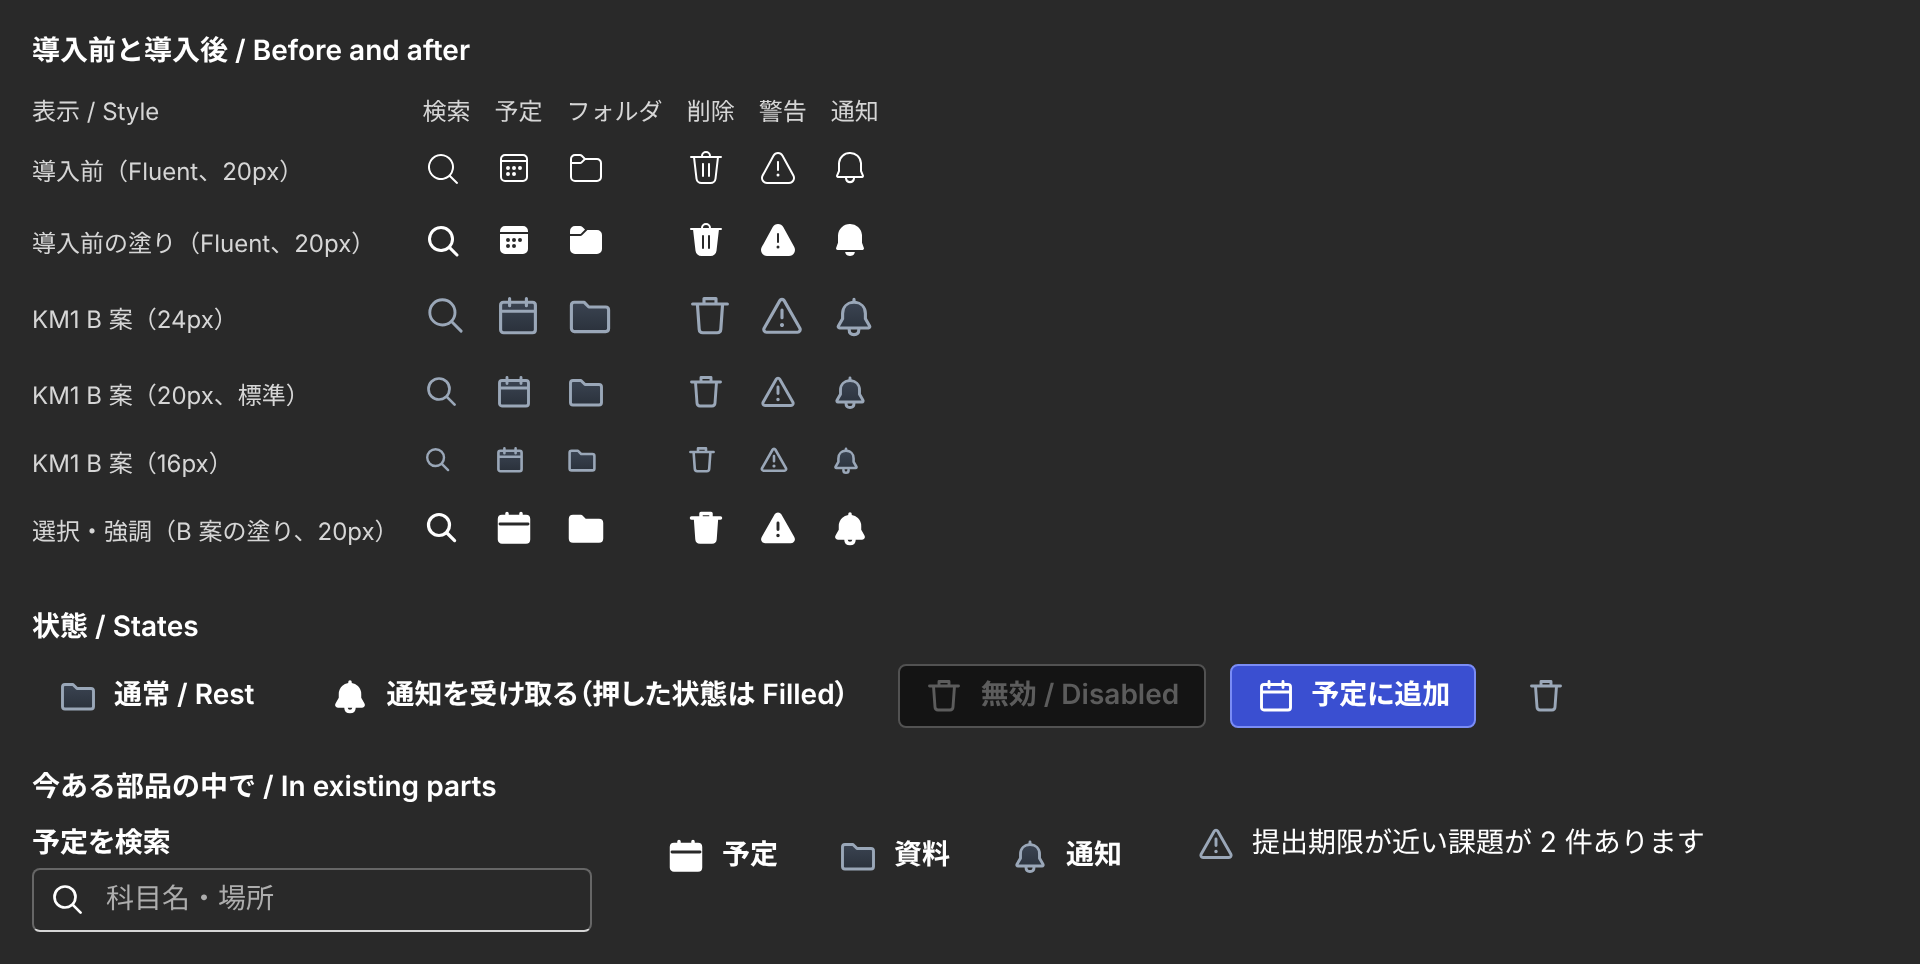 導入前と導入後 / Before and after
表示 / Style 検索 予定 フォルダ 削除 警告 通知
導入前（Fluent、20px）
導入前の塗り（Fluent、20px）
KM1 B 案（24px）
KM1 B 案（20px、標準）
KM1 B 案（16px）
選択・強調（B 案の塗り、20px）
状態 / States
通常 / Rest 通知を受け取る（押した状態は Filled） 無効 / Disabled 予定に追加
今ある部品の中で / In existing parts
予定を検索
科目名・場所
予定 資料 通知 提出期限が近い課題が 2 件あります